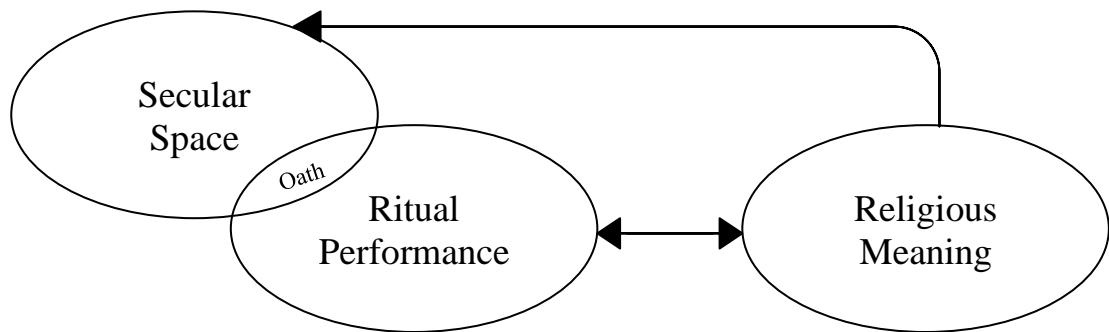 Secular
Space
Oath
Ritual
Performance
Religious
Meaning